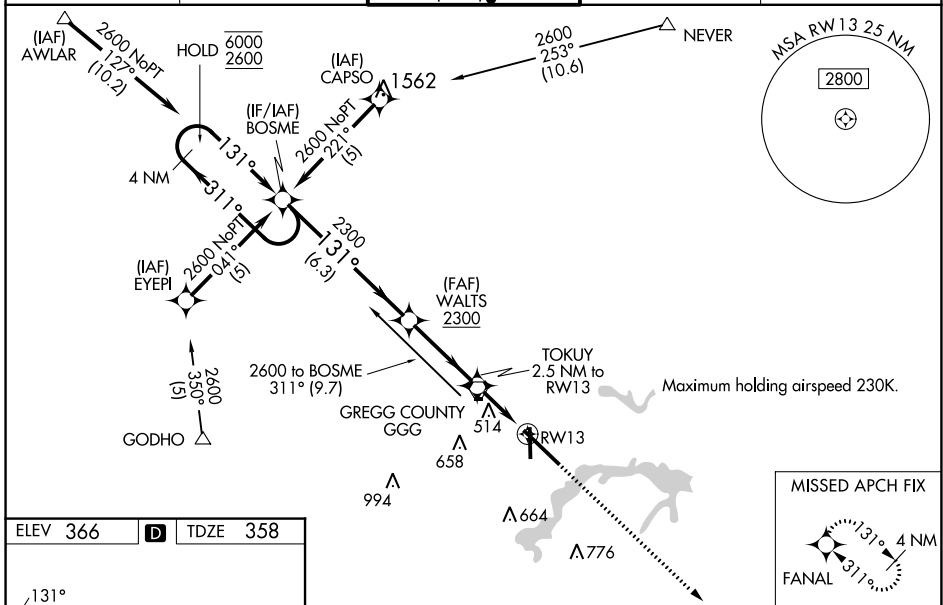 (IAF)
AWLAR
2600 NoPT
127°
(10.2)
HOLD
6000
2600
(IAF)
CAPSO
1562
2600
253°
(10.6)
NEVER
MSA RW13 25 NM
2800
(IF/IAF)
BOSME
2600 NoPT
221°
(5)
4 NM
131°
311°
(IAF)
EYEPI
2600 NoPT
041°
(5)
2300
131°
(6.3)
(FAF)
WALTS
2300
2600
350°
(5)
GODHO
2600 to BOSME
311° (9.7)
TOKUY
2.5 NM to
RW13
Maximum holding airspeed 230K.
GREGG COUNTY
GGG
514
RW13
658
994
664
776
MISSED APCH FIX
131°
4 NM
311°
FANAL
ELEV 366
D
TDZE 358
131°